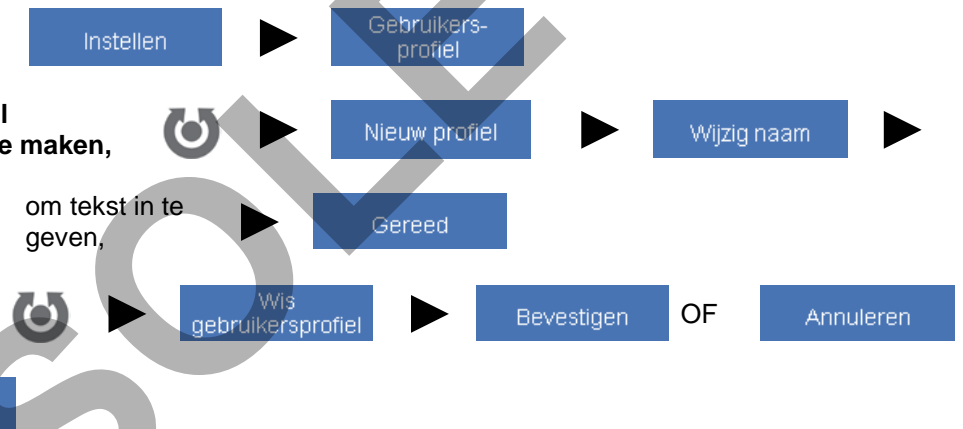 Instellen
Gebruikers-
profiel
l
e maken,
Nieuw profiel
Wijzig naam
om tekst in te
geven,
Gereed
Wis
gebruikersprofiel
Bevestigen OF Annuleren
SOLE